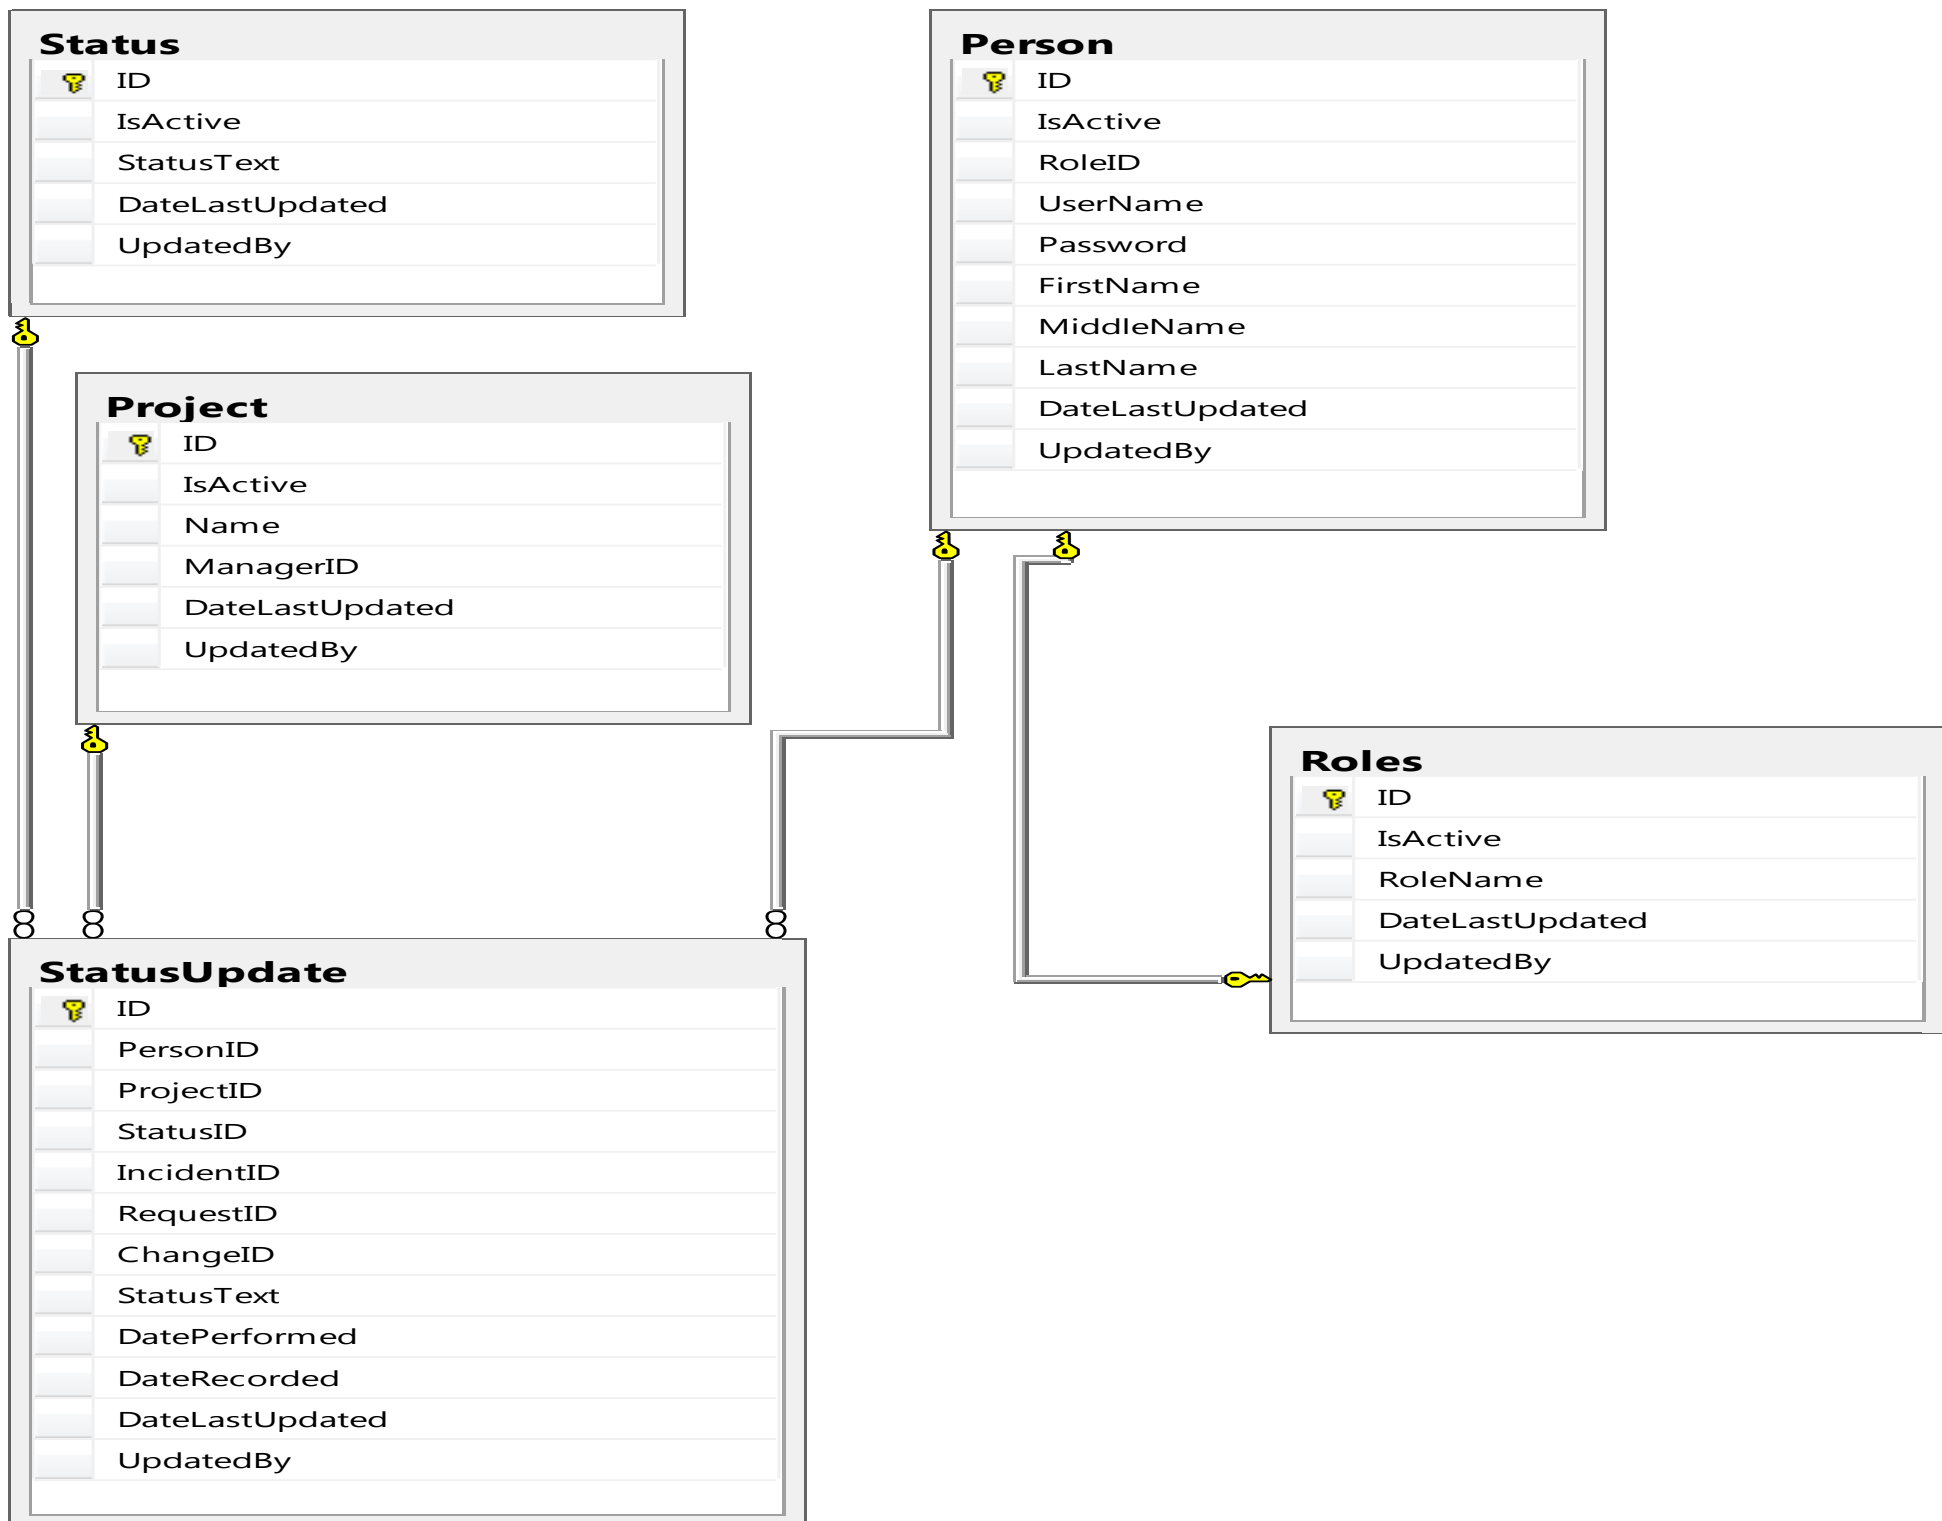 Status
ID
IsActive
StatusText
DateLastUpdated
UpdatedBy
Person
ID
IsActive
RoleID
UserName
Password
FirstName
MiddleName
LastName
DateLastUpdated
UpdatedBy
Project
ID
IsActive
Name
ManagerID
DateLastUpdated
UpdatedBy
Roles
ID
IsActive
RoleName
DateLastUpdated
UpdatedBy
StatusUpdate
ID
PersonID
ProjectID
StatusID
IncidentID
RequestID
ChangeID
StatusText
DatePerformed
DateRecorded
DateLastUpdated
UpdatedBy